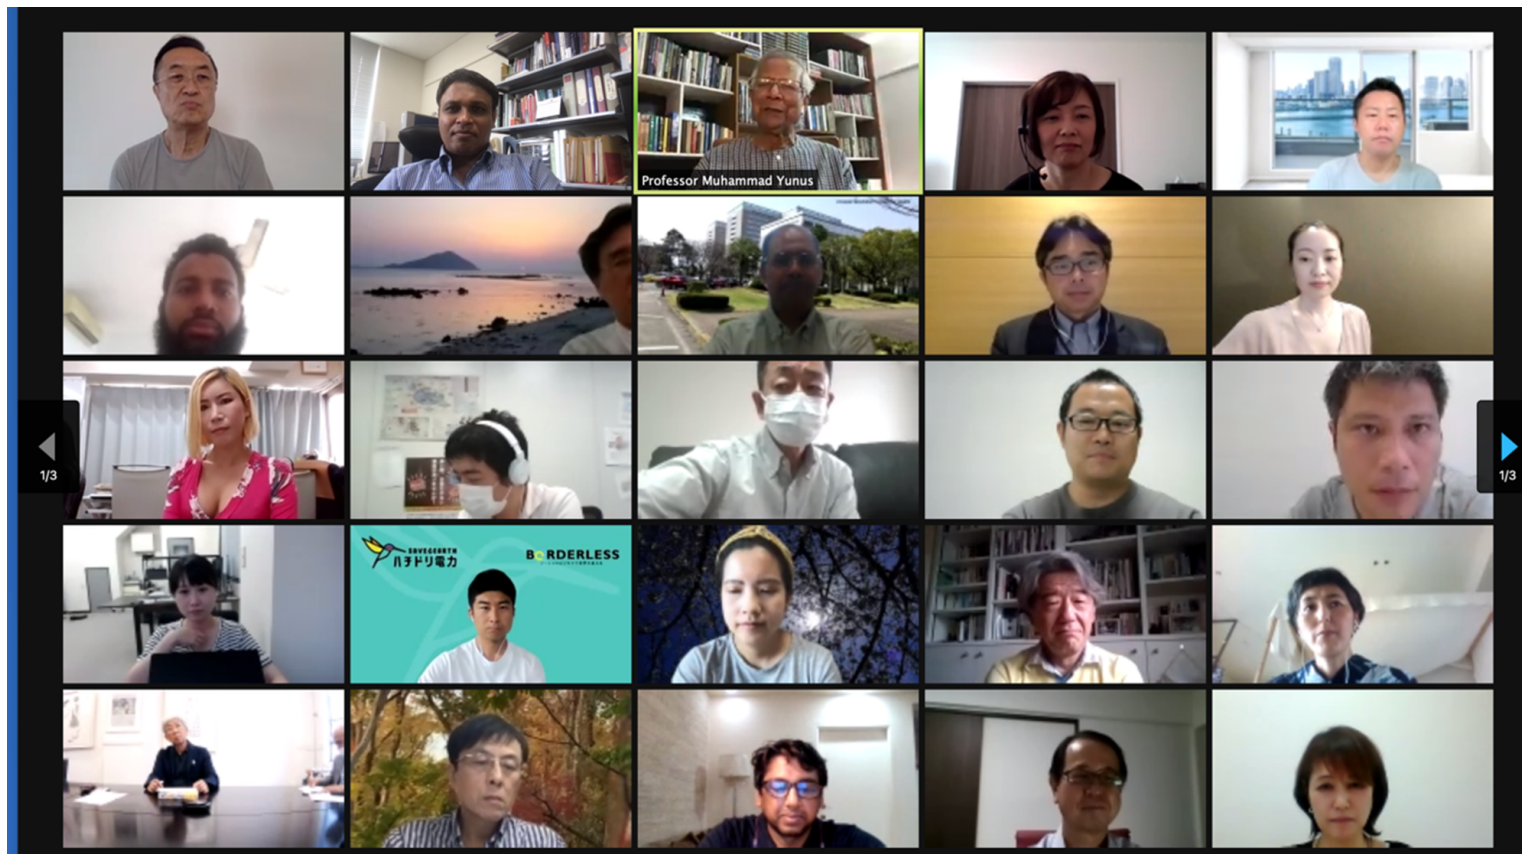 Professor Muhammad Yunus
1/3
1/3
SAVE@EARTH
ハチドリ電力
BORDERLESS